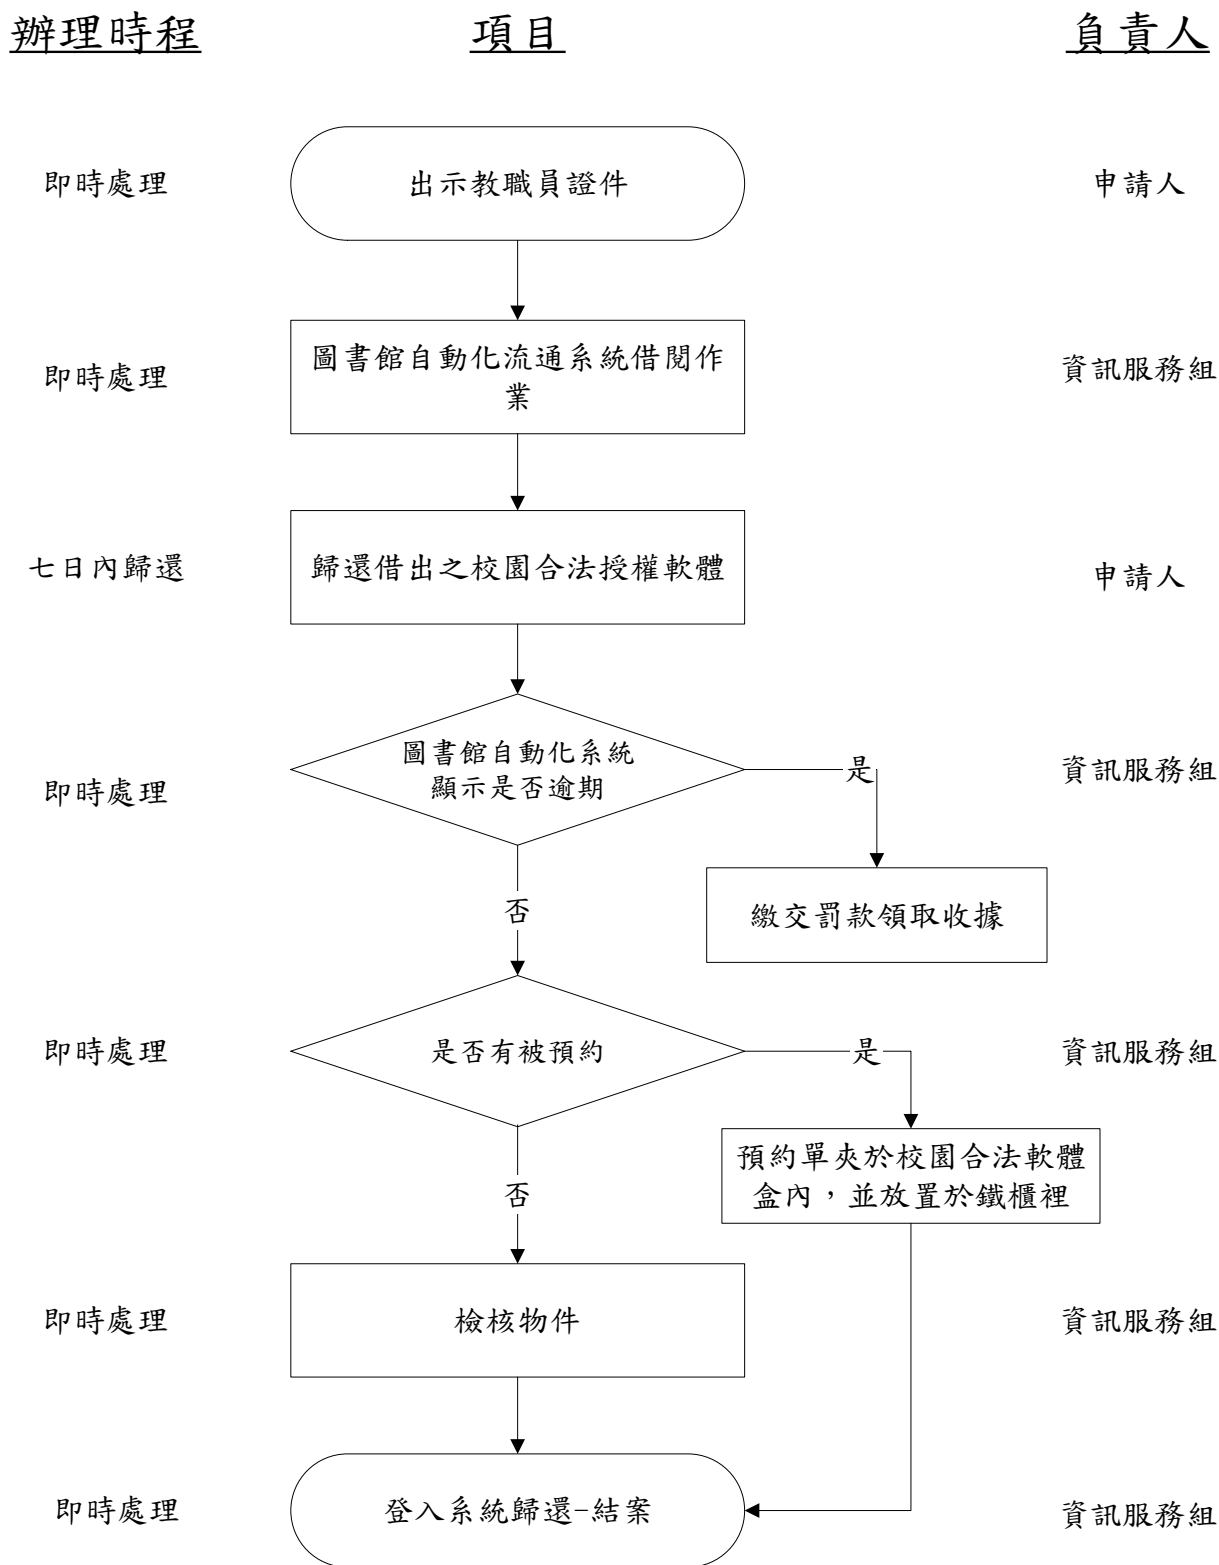 辦理時程
項目
負責人
即時處理
出示教職員證件
申請人
即時處理
圖書館自動化流通系統借閱作
業
資訊服務組
七日內歸還
歸還借出之校園合法授權軟體
申請人
即時處理
圖書館自動化系統
顯示是否逾期
是
資訊服務組
否
繳交罰款領取收據
即時處理
是否有被預約
是
資訊服務組
否
預約單夾於校園合法軟體
盒內，並放置於鐵櫃裡
即時處理
檢核物件
資訊服務組
即時處理
登入系統歸還-結案
資訊服務組